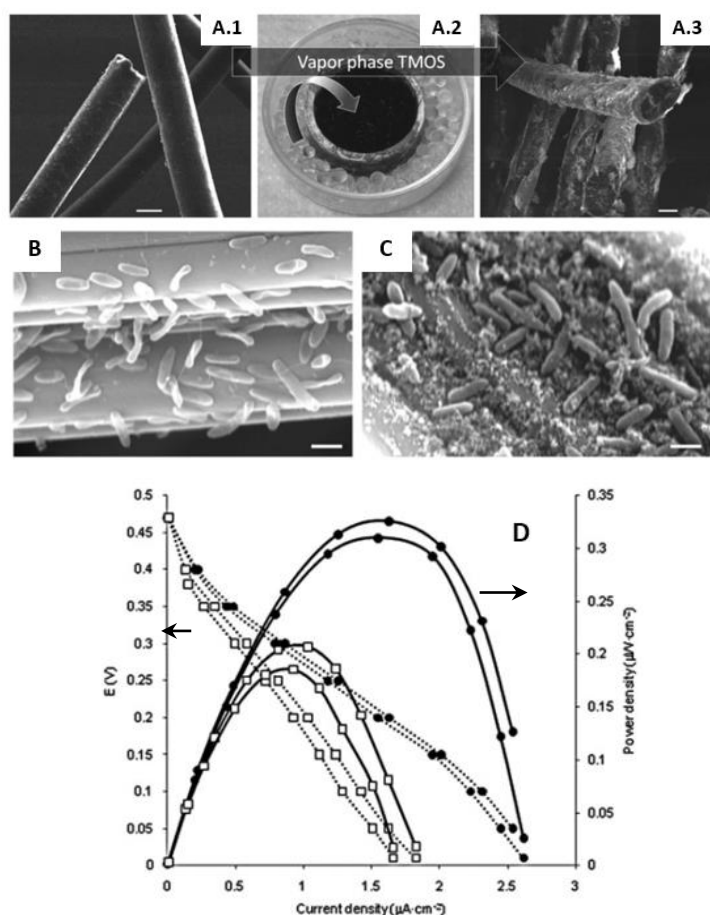 A.1
A.2
A.3
Vapor phase TMOS
B
C
D
0.5
0.45
0.4
0.35
0.3
0.25
0.2
0.15
0.1
0.05
0
E (V)
0
0.5
1
1.5
2
2.5
3
Current density (µA·cm⁻²)
0.35
0.3
0.25
0.2
0.15
0.1
0.05
0
Power density (µW·cm⁻²)